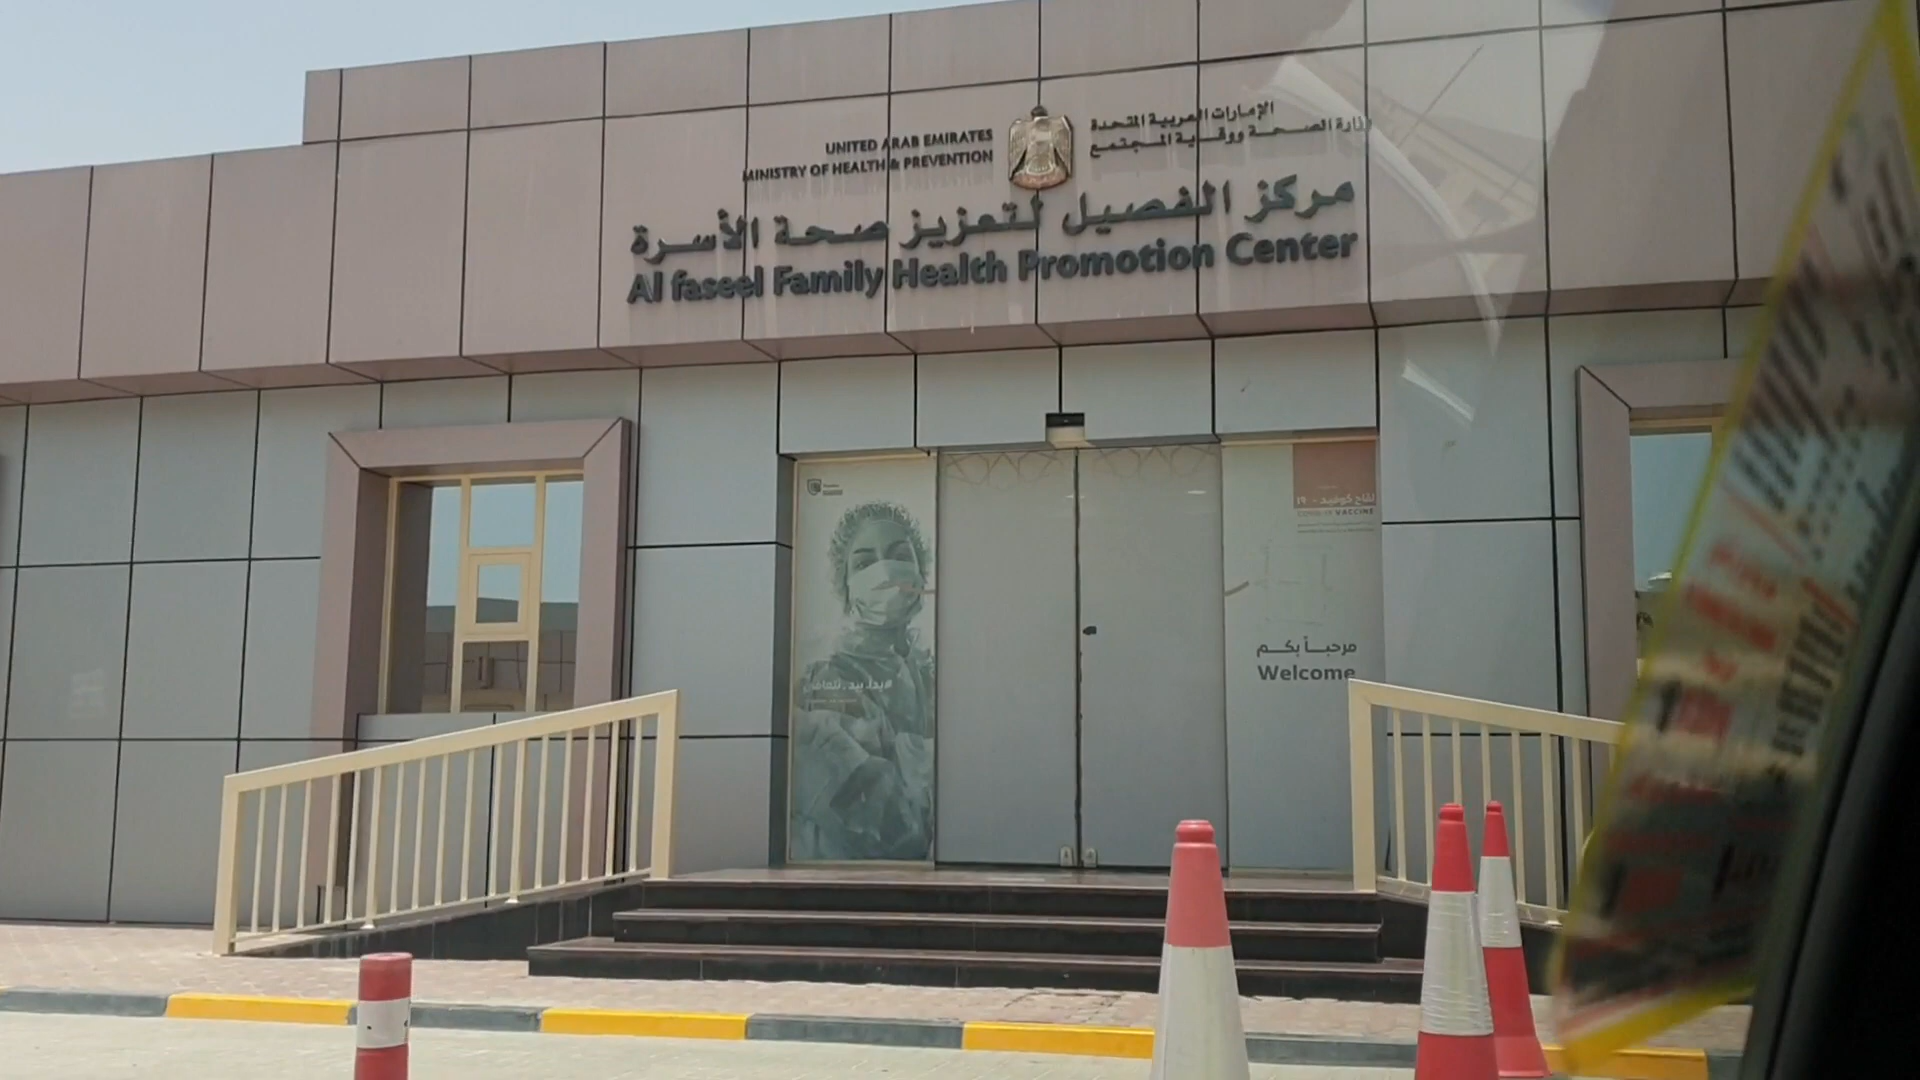 UNITED ARAB EMIRATES
MINISTRY OF HEALTH & PREVENTION
الإمارات العربية المتحدة
وزارة الصحة ووقاية المجتمع
مركز الفصيل لتعزيز صحة الأسرة
Al faseel Family Health Promotion Center
لقاح كوفيد - ١٩
COVID-19 VACCINE
مرحباً بكم
Welcome